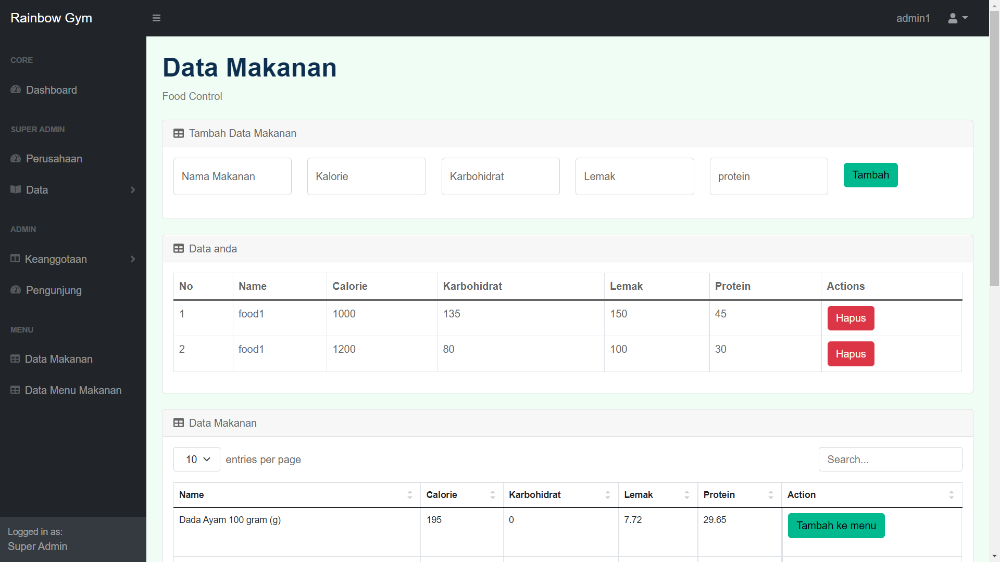 Rainbow Gym
admin1
CORE
Dashboard
SUPER ADMIN
Perusahaan
Data
ADMIN
Keanggotaan
Pengunjung
MENU
Data Makanan
Data Menu Makanan
Logged in as:
Super Admin
Data Makanan
Food Control
Tambah Data Makanan
Nama Makanan Kalorie Karbohidrat Lemak protein Tambah
Data anda
No Name Calorie Karbohidrat Lemak Protein Actions
1 food1 1000 135 150 45 Hapus
2 food1 1200 80 100 30 Hapus
Data Makanan
10 entries per page Search...
Name Calorie Karbohidrat Lemak Protein Action
Dada Ayam 100 gram (g) 195 0 7.72 29.65 Tambah ke menu